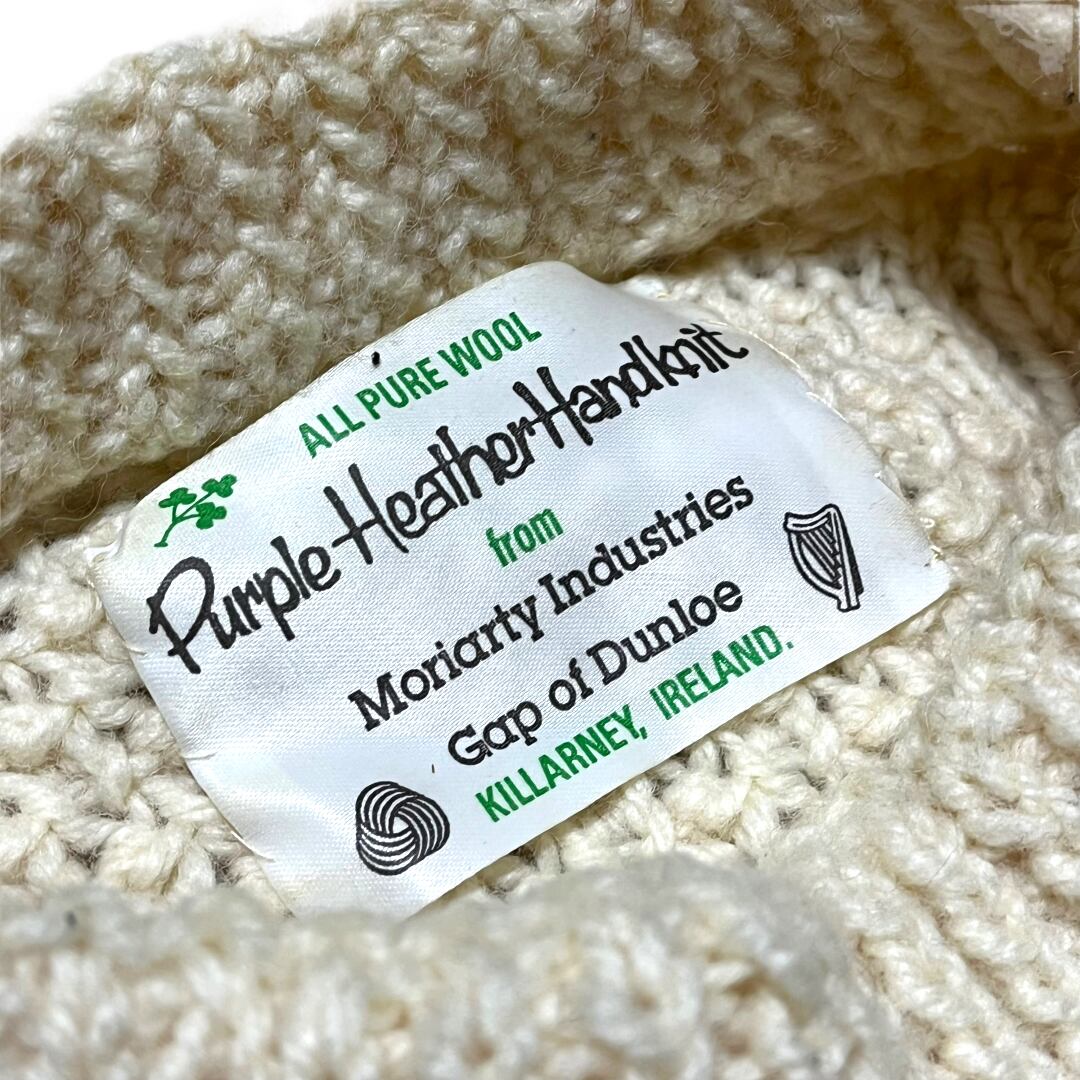 ALL PURE WOOL
Purple Heather Handknit
from
Moriarty Industries
Gap of Dunloe
KILLARNEY, IRELAND.